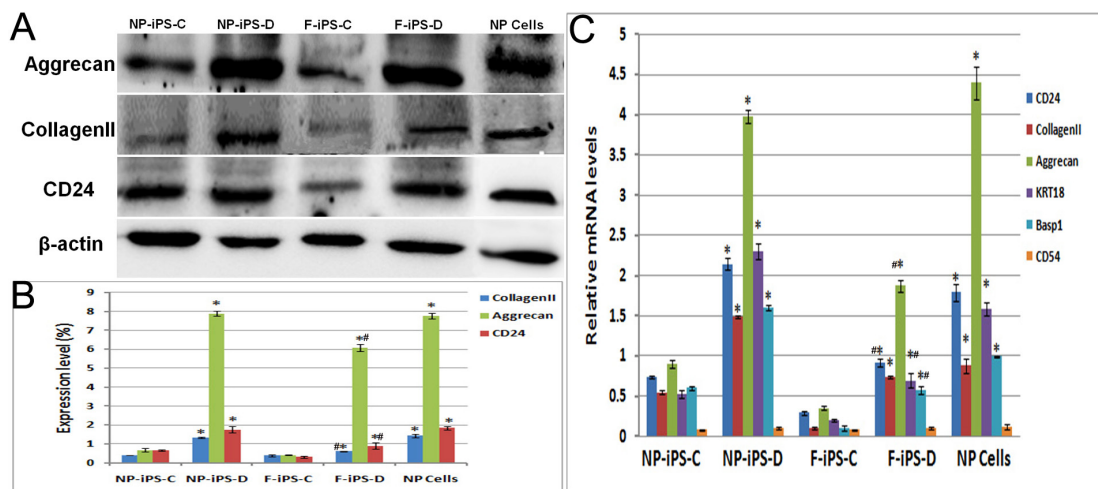 A
NP-iPS-C NP-iPS-D F-iPS-C F-iPS-D NP Cells
Aggrecan
CollagenII
CD24
β-actin
B
Expression level (%)
9
8
7
6
5
4
3
2
1
0
* * * *# #* *# * * *
CollagenII
Aggrecan
CD24
NP-iPS-C NP-iPS-D F-iPS-C F-iPS-D NP Cells
C
Relative mRNA levels
5
4.5
4
3.5
3
2.5
2
1.5
1
0.5
0
* * * * * #* * #* *# *# * * * * *
CD24
CollagenII
Aggrecan
KRT18
Basp1
CD54
NP-iPS-C NP-iPS-D F-iPS-C F-iPS-D NP Cells